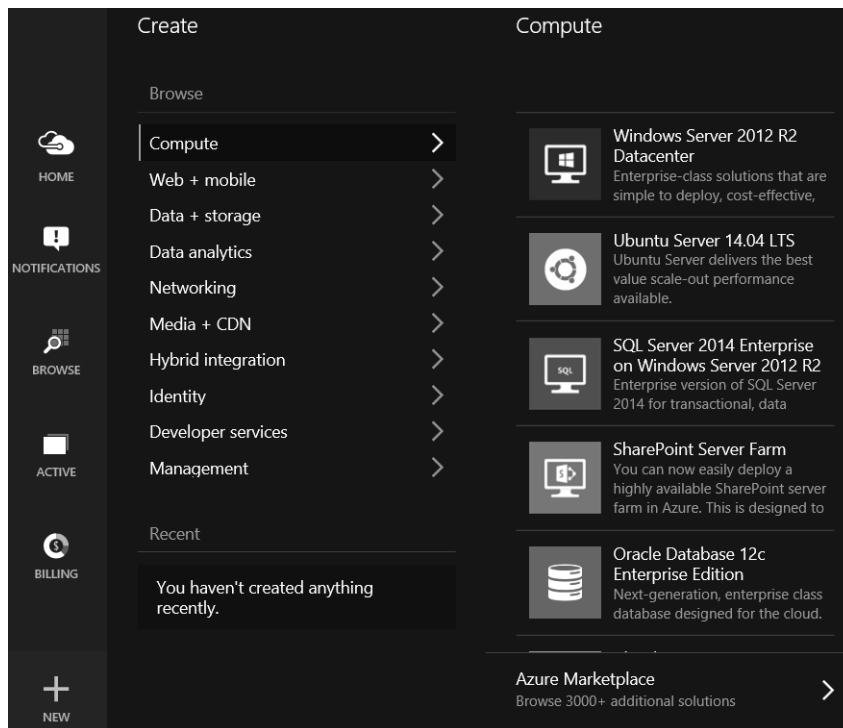 HOME
NOTIFICATIONS
BROWSE
ACTIVE
BILLING
NEW
Create
Browse
Compute
Web + mobile
Data + storage
Data analytics
Networking
Media + CDN
Hybrid integration
Identity
Developer services
Management
Recent
You haven't created anything
recently.
Compute
Windows Server 2012 R2
Datacenter
Enterprise-class solutions that are
simple to deploy, cost-effective,
Ubuntu Server 14.04 LTS
Ubuntu Server delivers the best
value scale-out performance
available.
SQL
SQL Server 2014 Enterprise
on Windows Server 2012 R2
Enterprise version of SQL Server
2014 for transactional, data
SharePoint Server Farm
You can now easily deploy a
highly available SharePoint server
farm in Azure. This is designed to
Oracle Database 12c
Enterprise Edition
Next-generation, enterprise class
database designed for the cloud.
Azure Marketplace
Browse 3000+ additional solutions